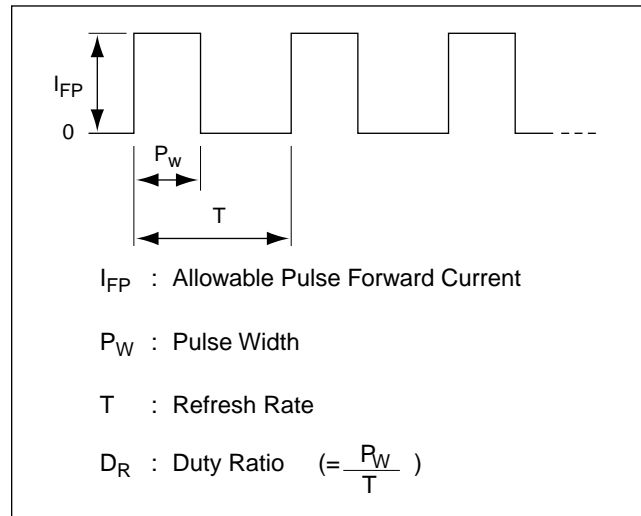 I_FP
0
P_w
T
I_FP : Allowable Pulse Forward Current
P_W : Pulse Width
T : Refresh Rate
D_R : Duty Ratio (= P_W / T )